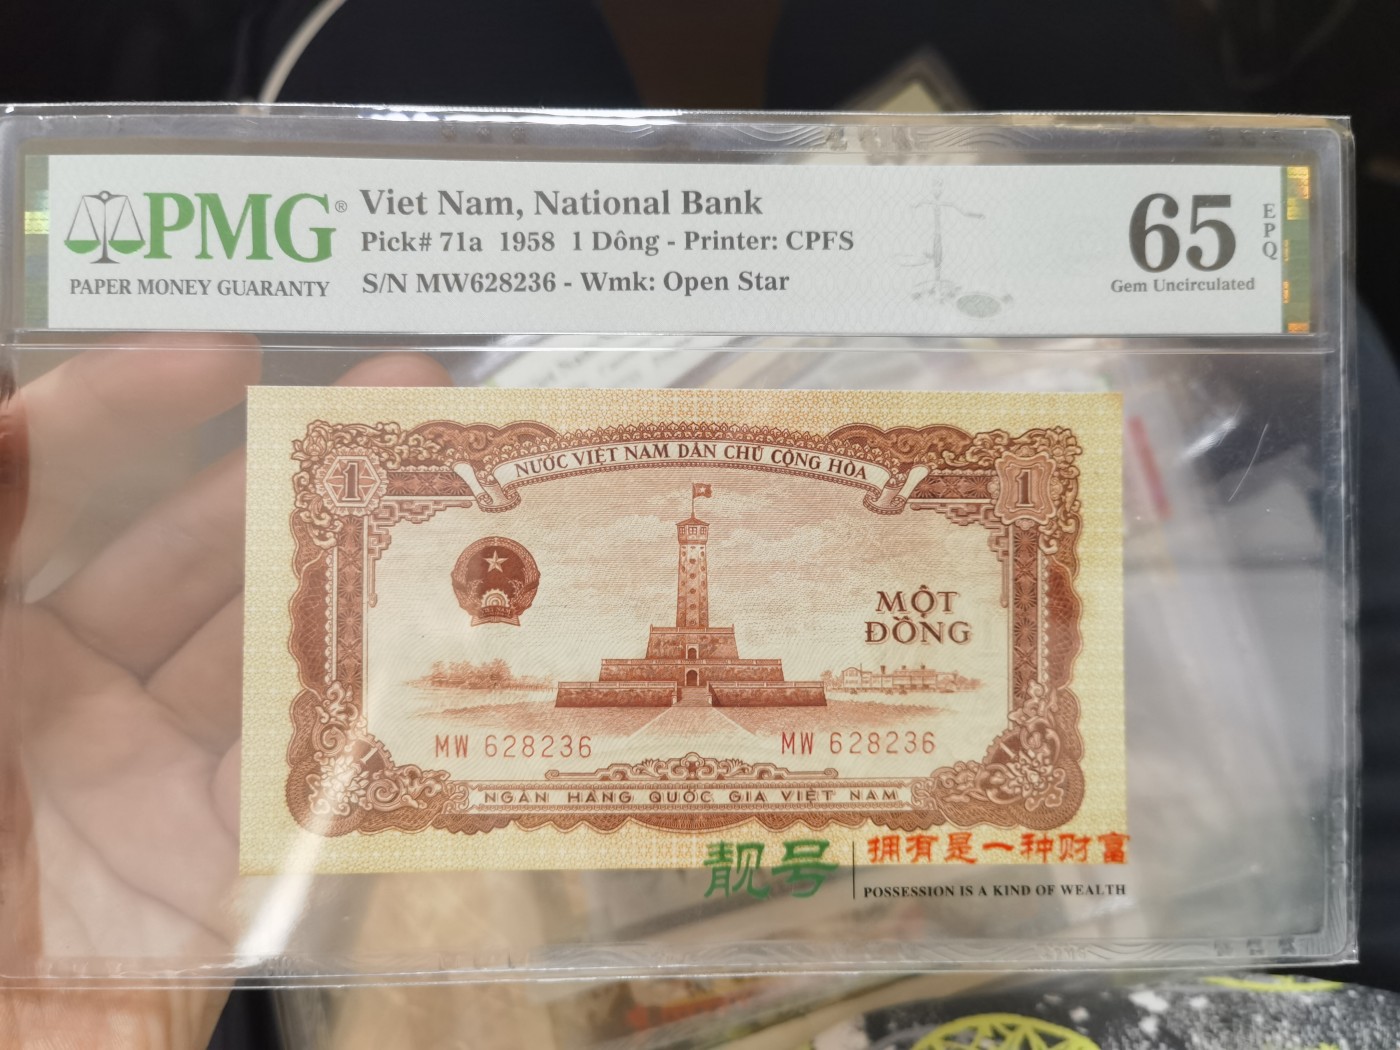 PMG®
PAPER MONEY GUARANTY
Viet Nam, National Bank
Pick# 71a 1958 1 Dông - Printer: CPFS
S/N MW628236 - Wmk: Open Star
65
EPQ
Gem Uncirculated
NƯỚC VIỆT NAM DÂN CHỦ CỘNG HÒA
1
1
MỘT
ĐỒNG
MW 628236
MW 628236
NGÂN HÀNG QUỐC GIA VIỆT NAM
靓号
拥有是一种财富
POSSESSION IS A KIND OF WEALTH